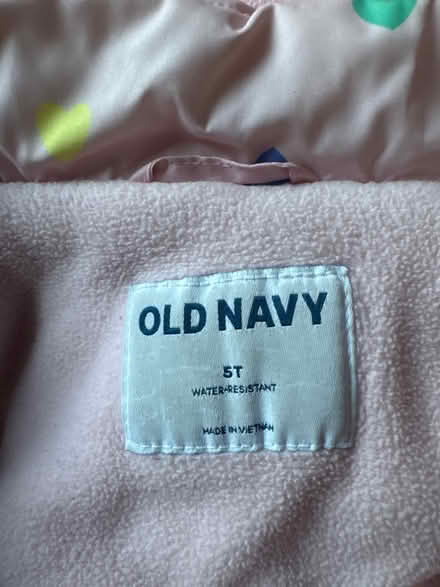 OLD NAVY
5T
WATER-RESISTANT
MADE IN VIETNAM